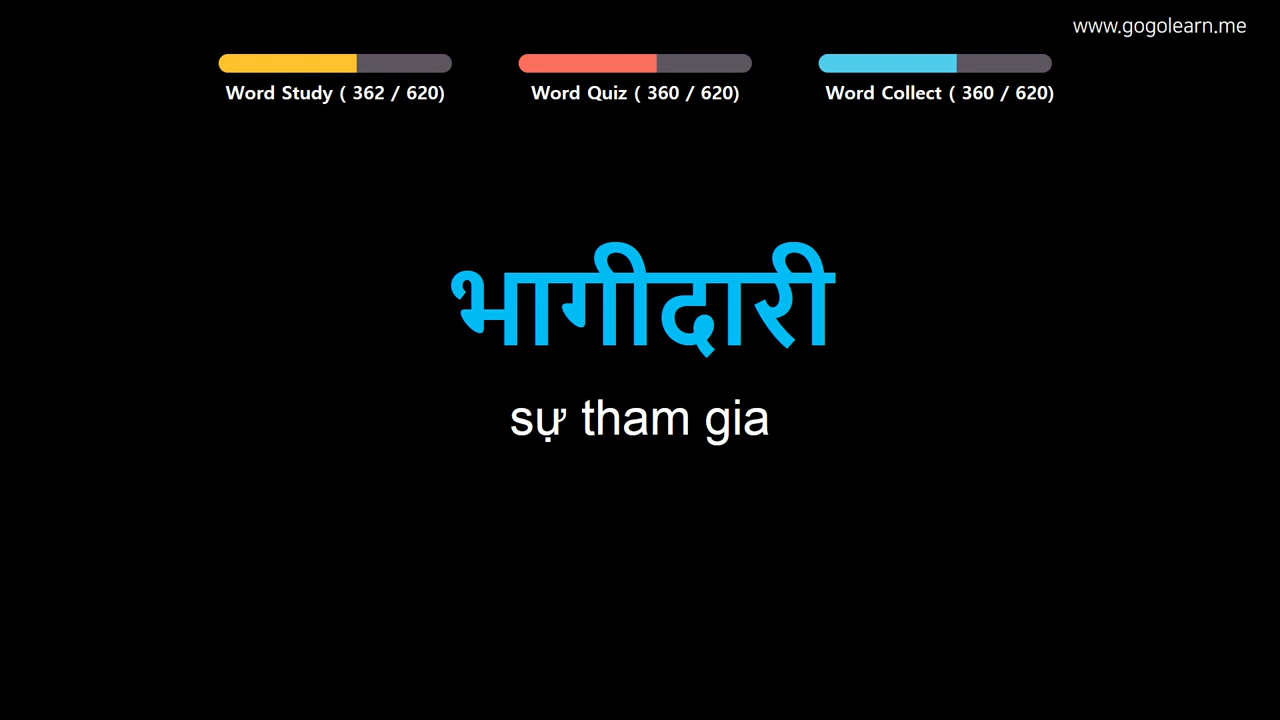 www.gogolearn.me
Word Study ( 362 / 620)
Word Quiz ( 360 / 620)
Word Collect ( 360 / 620)
भागीदारी
sự tham gia